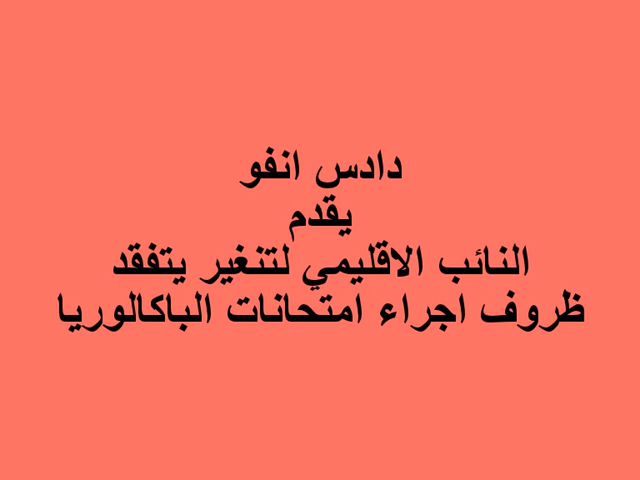 دادس انفو
يقدم
النائب الاقليمي لتنغير يتفقد
ظروف اجراء امتحانات الباكالوريا